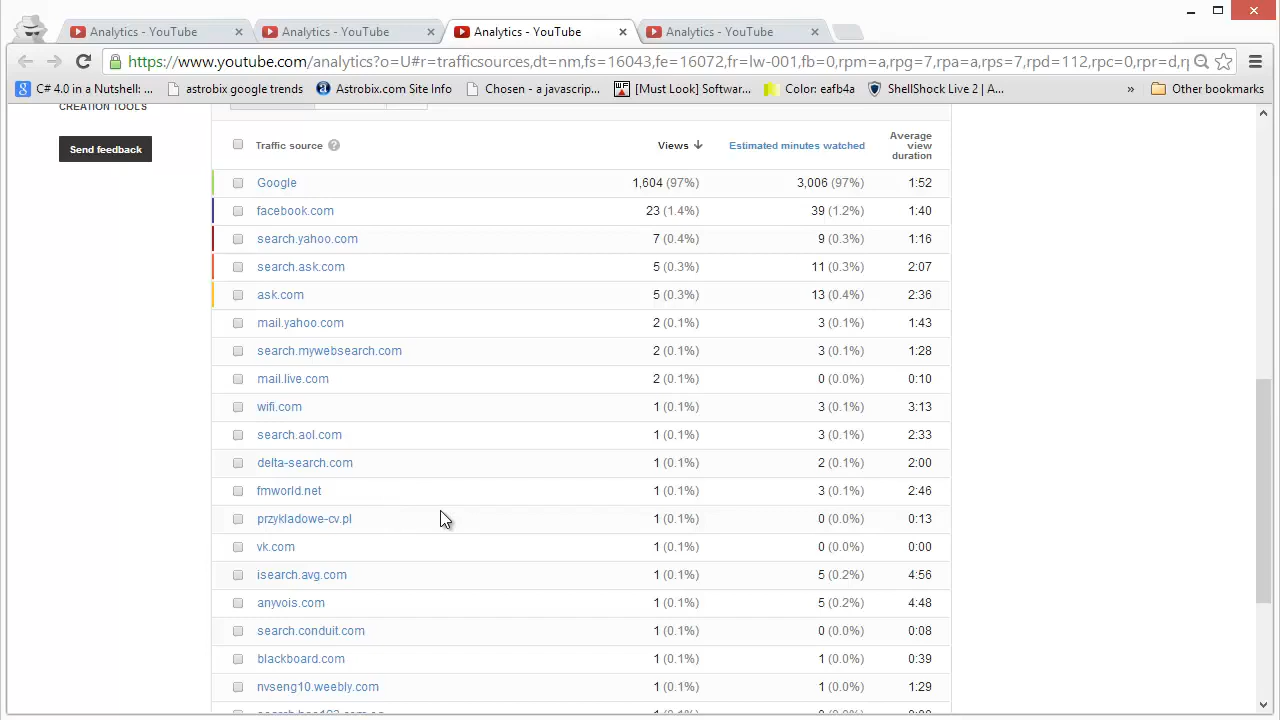 Analytics - YouTube × Analytics - YouTube × Analytics - YouTube × Analytics - YouTube ×
https://www.youtube.com/analytics?o=U#r=trafficsources,dt=nm,fs=16043,fe=16072,fr=lw-001,fb=0,rpm=a,rpg=7,rpa=a,rps=7,rpd=112,rpc=0,rpr=d,rp
C# 4.0 in a Nutshell: ... astrobix google trends Astrobix.com Site Info Chosen - a javascrip... [Must Look] Softwar... Color: eafb4a ShellShock Live 2 | A... » Other bookmarks
CREATION TOOLS
Send feedback
Traffic source ? Views Estimated minutes watched Average view duration
Google 1,604 (97%) 3,006 (97%) 1:52
facebook.com 23 (1.4%) 39 (1.2%) 1:40
search.yahoo.com 7 (0.4%) 9 (0.3%) 1:16
search.ask.com 5 (0.3%) 11 (0.3%) 2:07
ask.com 5 (0.3%) 13 (0.4%) 2:36
mail.yahoo.com 2 (0.1%) 3 (0.1%) 1:43
search.mywebsearch.com 2 (0.1%) 3 (0.1%) 1:28
mail.live.com 2 (0.1%) 0 (0.0%) 0:10
wifi.com 1 (0.1%) 3 (0.1%) 3:13
search.aol.com 1 (0.1%) 3 (0.1%) 2:33
delta-search.com 1 (0.1%) 2 (0.1%) 2:00
fmworld.net 1 (0.1%) 3 (0.1%) 2:46
przykladowe-cv.pl 1 (0.1%) 0 (0.0%) 0:13
vk.com 1 (0.1%) 0 (0.0%) 0:00
isearch.avg.com 1 (0.1%) 5 (0.2%) 4:56
anyvois.com 1 (0.1%) 5 (0.2%) 4:48
search.conduit.com 1 (0.1%) 0 (0.0%) 0:08
blackboard.com 1 (0.1%) 1 (0.0%) 0:39
nvseng10.weebly.com 1 (0.1%) 1 (0.0%) 1:29